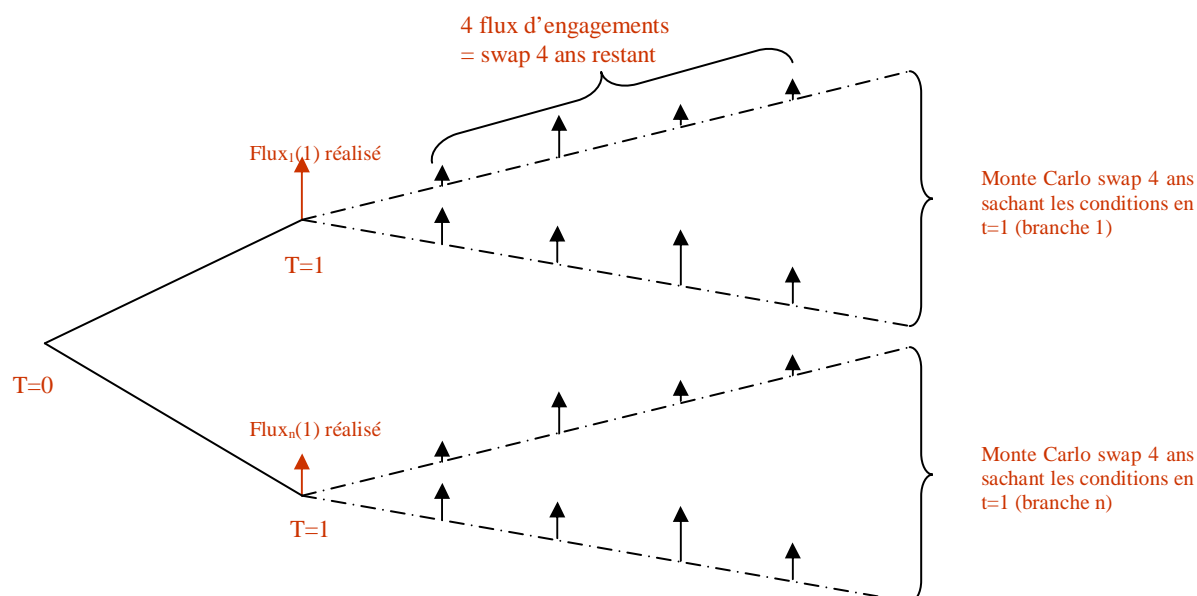 4 flux d’engagements
= swap 4 ans restant
Flux₁(1) réalisé
Monte Carlo swap 4 ans
sachant les conditions en
t=1 (branche 1)
T=1
T=0
Fluxₙ(1) réalisé
Monte Carlo swap 4 ans
sachant les conditions en
t=1 (branche n)
T=1